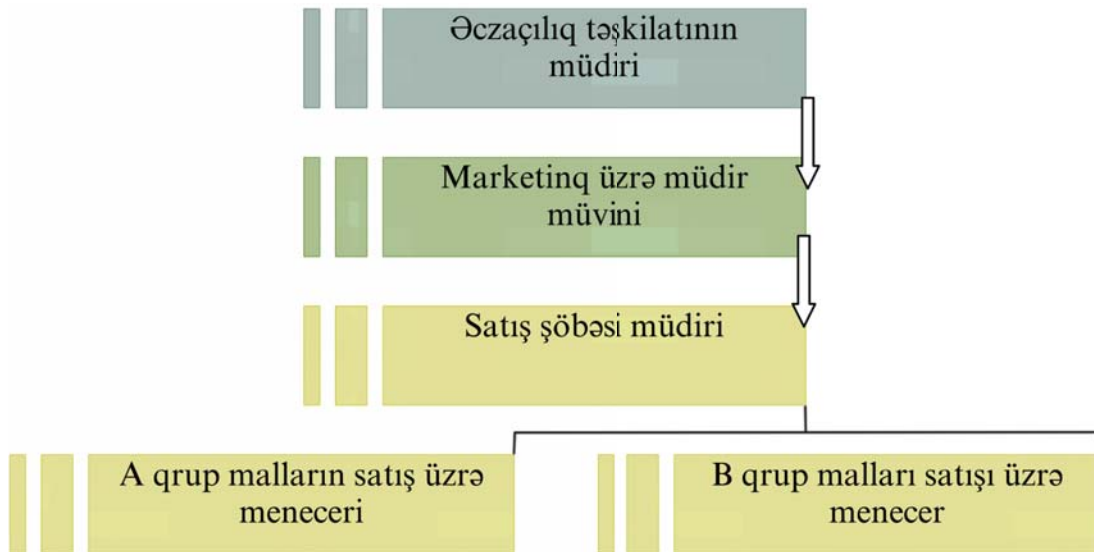 Əczaçılıq təşkilatının
müdiri
Marketinq üzrə müdir
müvini
Satış şöbəsi müdiri
A qrup malların satış üzrə
meneceri
B qrup malları satışı üzrə
menecer